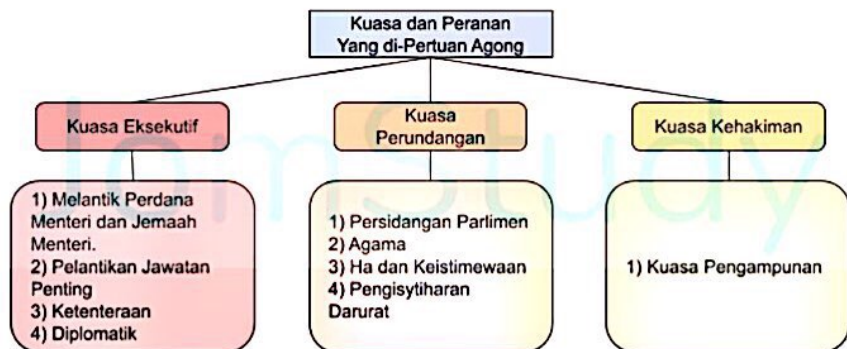 Kuasa dan Peranan
Yang di-Pertuan Agong
Kuasa Eksekutif
Kuasa
Perundangan
Kuasa Kehakiman
1) Melantik Perdana
Menteri dan Jemaah
Menteri.
2) Pelantikan Jawatan
Penting
3) Ketenteraan
4) Diplomatik
1) Persidangan Parlimen
2) Agama
3) Ha dan Keistimewaan
4) Pengisytiharan
Darurat
1) Kuasa Pengampunan
JomStudy